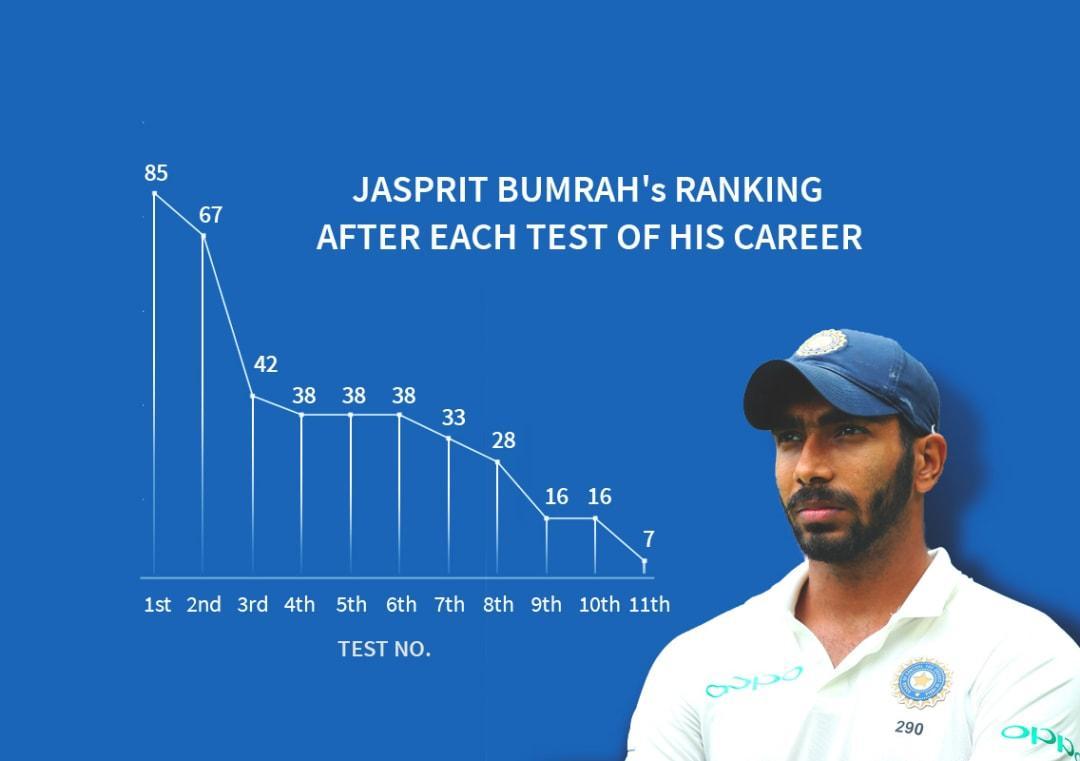 JASPRIT BUMRAH's RANKING
AFTER EACH TEST OF HIS CAREER
85
67
42
38 38 38
33
28
16 16
7
1st 2nd 3rd 4th 5th 6th 7th 8th 9th 10th 11th
TEST NO.
oppo
290
oppo